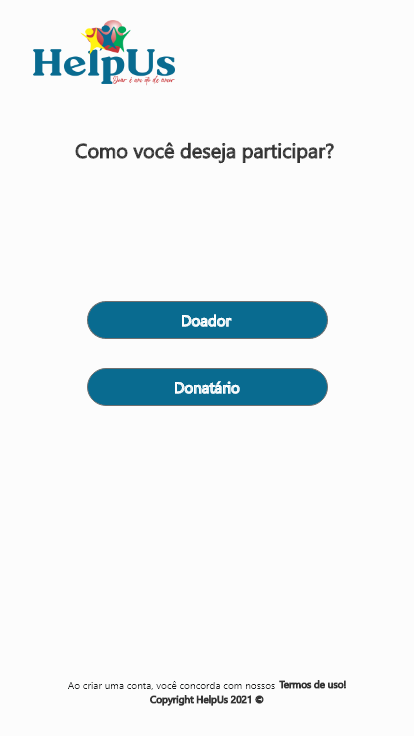 HelpUs
Doar é um ato de amor
Como você deseja participar?
Doador
Donatário
Ao criar uma conta, você concorda com nossos Termos de uso!
Copyright HelpUs 2021 ©